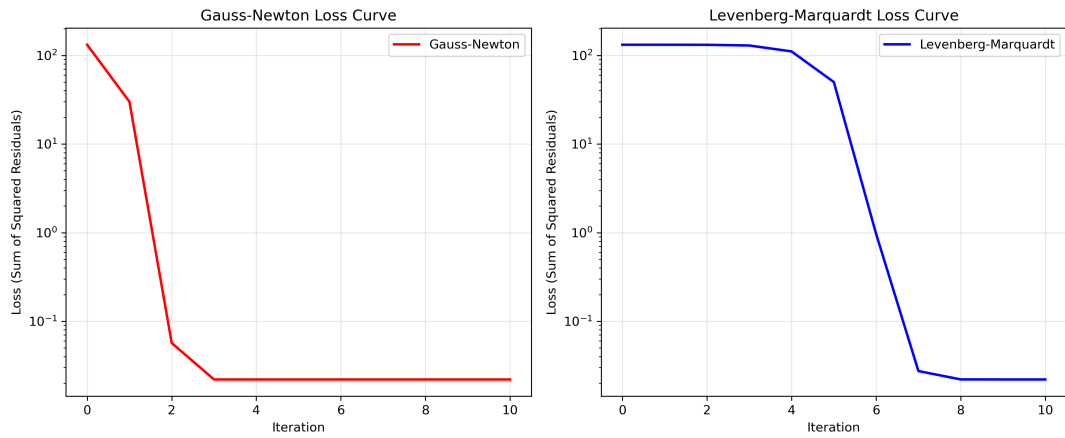 Gauss-Newton Loss Curve
Loss (Sum of Squared Residuals)
10²
10¹
10⁰
10⁻¹
Gauss-Newton
0 2 4 6 8 10
Iteration
Levenberg-Marquardt Loss Curve
Loss (Sum of Squared Residuals)
10²
10¹
10⁰
10⁻¹
Levenberg-Marquardt
0 2 4 6 8 10
Iteration